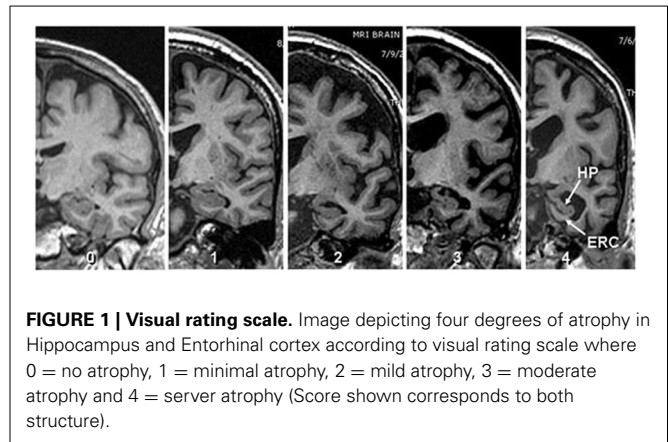 MRI BRAIN
7/9/2
7/6/
8/
TH
TH
HP
ERC
0 1 2 3 4
FIGURE 1 | Visual rating scale. Image depicting four degrees of atrophy in
Hippocampus and Entorhinal cortex according to visual rating scale where
0 = no atrophy, 1 = minimal atrophy, 2 = mild atrophy, 3 = moderate
atrophy and 4 = server atrophy (Score shown corresponds to both
structure).